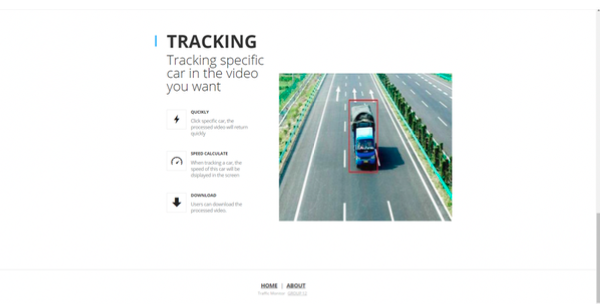 TRACKING
Tracking specific
car in the video
you want
QUICKLY
Click specific car, the
processed video will return
quickly
SPEED CALCULATE
When tracking a car, the
speed of this car will be
displayed in the screen
DOWNLOAD
Users can download the
processed video.
HOME | ABOUT
Traffic Monitor GROUP 12